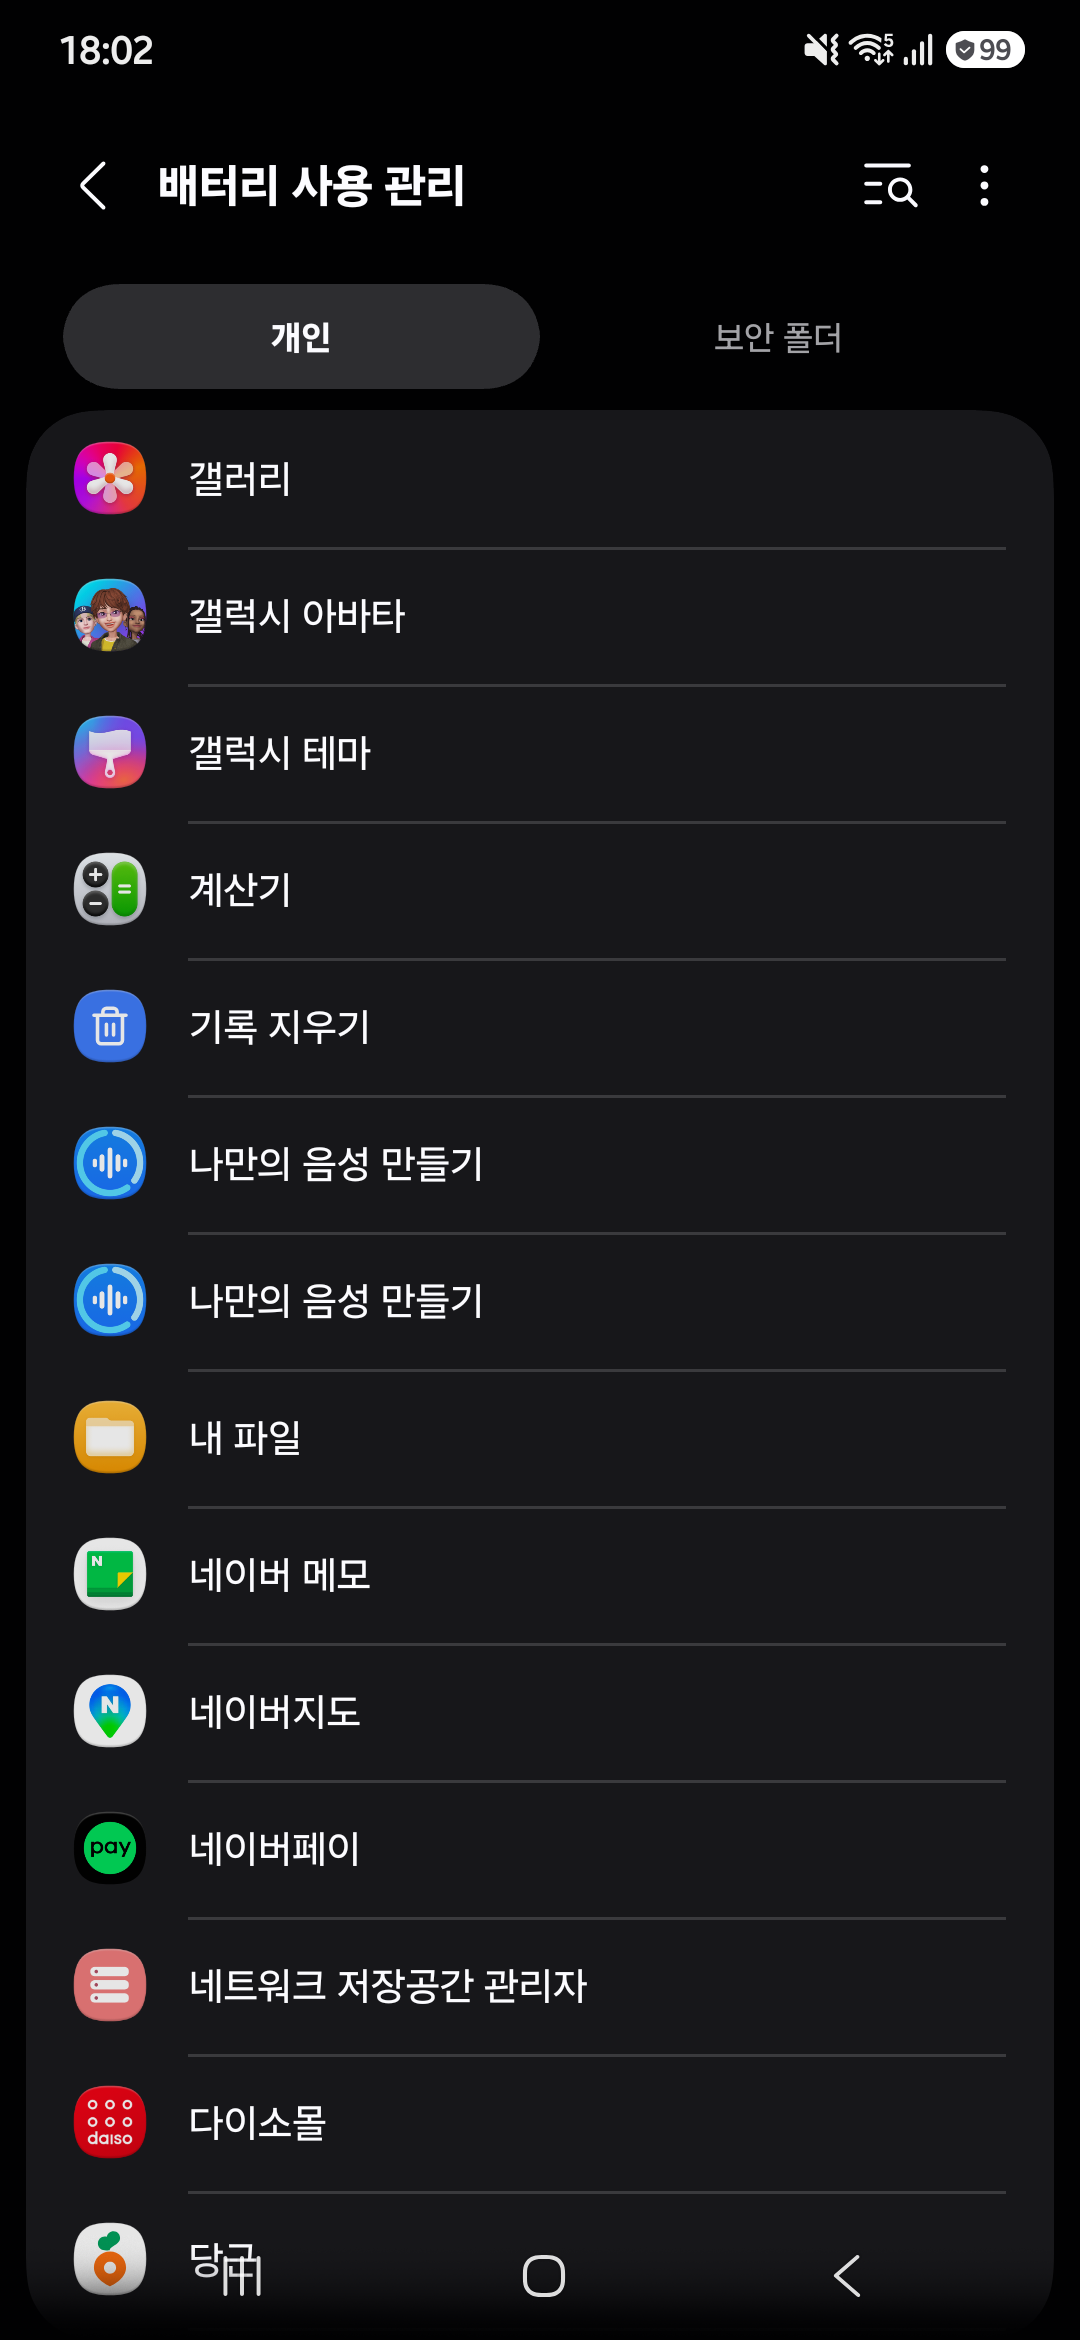 18:02
5
99
배터리 사용 관리
개인
보안 폴더
갤러리
갤럭시 아바타
갤럭시 테마
계산기
기록 지우기
나만의 음성 만들기
나만의 음성 만들기
내 파일
N
네이버 메모
N
네이버지도
pay
네이버페이
네트워크 저장공간 관리자
daiso
다이소몰
당근